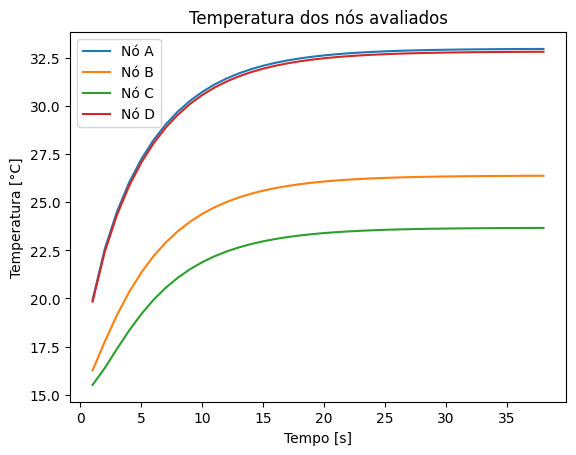 Temperatura dos nós avaliados
Nó A
Nó B
Nó C
Nó D
Temperatura [°C]
32.5
30.0
27.5
25.0
22.5
20.0
17.5
15.0
0 5 10 15 20 25 30 35
Tempo [s]